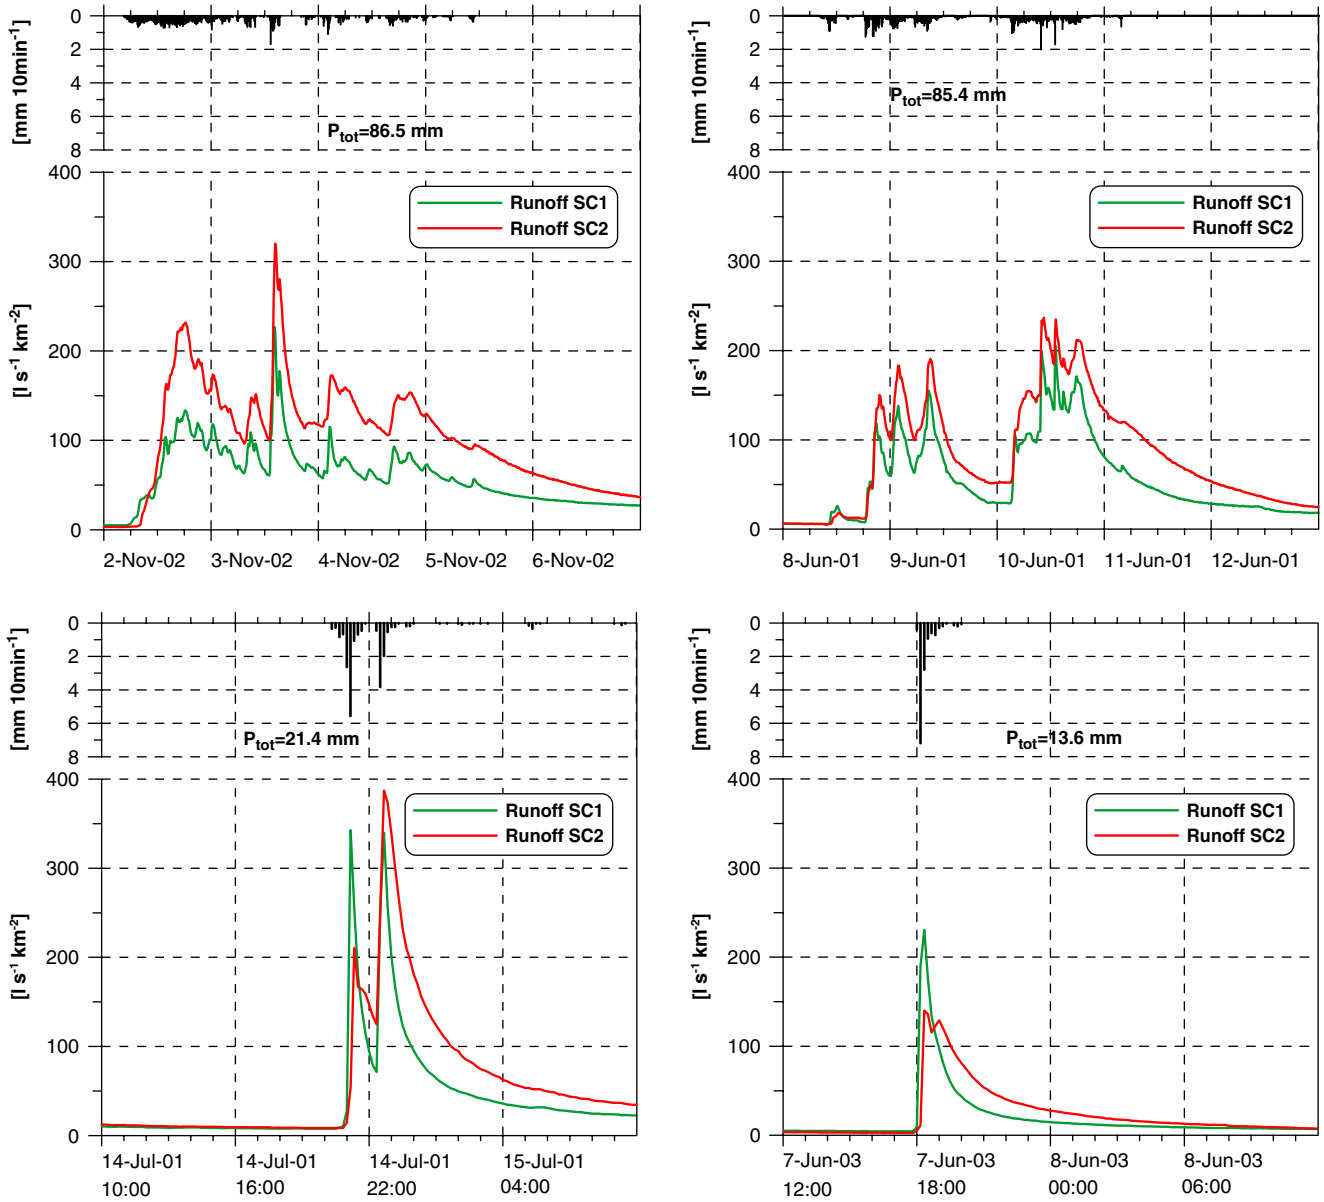 0
2
4
6
8
[mm 10min⁻¹]
P_tot=86.5 mm
400
300
200
100
0
[l s⁻¹ km⁻²]
Runoff SC1
Runoff SC2
2-Nov-02 3-Nov-02 4-Nov-02 5-Nov-02 6-Nov-02
0
2
4
6
8
[mm 10min⁻¹]
P_tot=85.4 mm
400
300
200
100
0
[l s⁻¹ km⁻²]
Runoff SC1
Runoff SC2
8-Jun-01 9-Jun-01 10-Jun-01 11-Jun-01 12-Jun-01
0
2
4
6
8
[mm 10min⁻¹]
P_tot=21.4 mm
400
300
200
100
0
[l s⁻¹ km⁻²]
Runoff SC1
Runoff SC2
14-Jul-01 14-Jul-01 14-Jul-01 15-Jul-01
10:00 16:00 22:00 04:00
0
2
4
6
8
[mm 10min⁻¹]
P_tot=13.6 mm
400
300
200
100
0
[l s⁻¹ km⁻²]
Runoff SC1
Runoff SC2
7-Jun-03 7-Jun-03 8-Jun-03 8-Jun-03
12:00 18:00 00:00 06:00